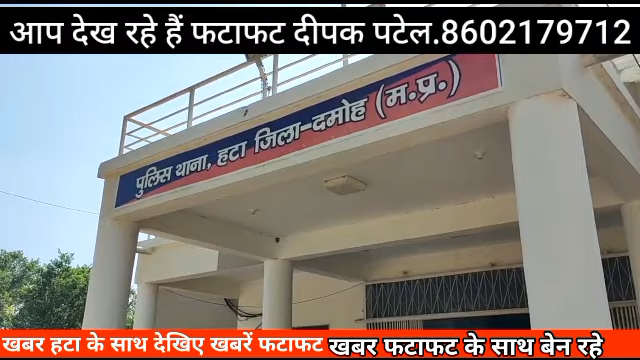 आप देख रहे हैं फटाफट दीपक पटेल.8602179712
पुलिस थाना, हटा जिला-दमोह (म.प्र.)
खबर हटा के साथ देखिए खबरें फटाफट खबर फटाफट के साथ बेन रहे